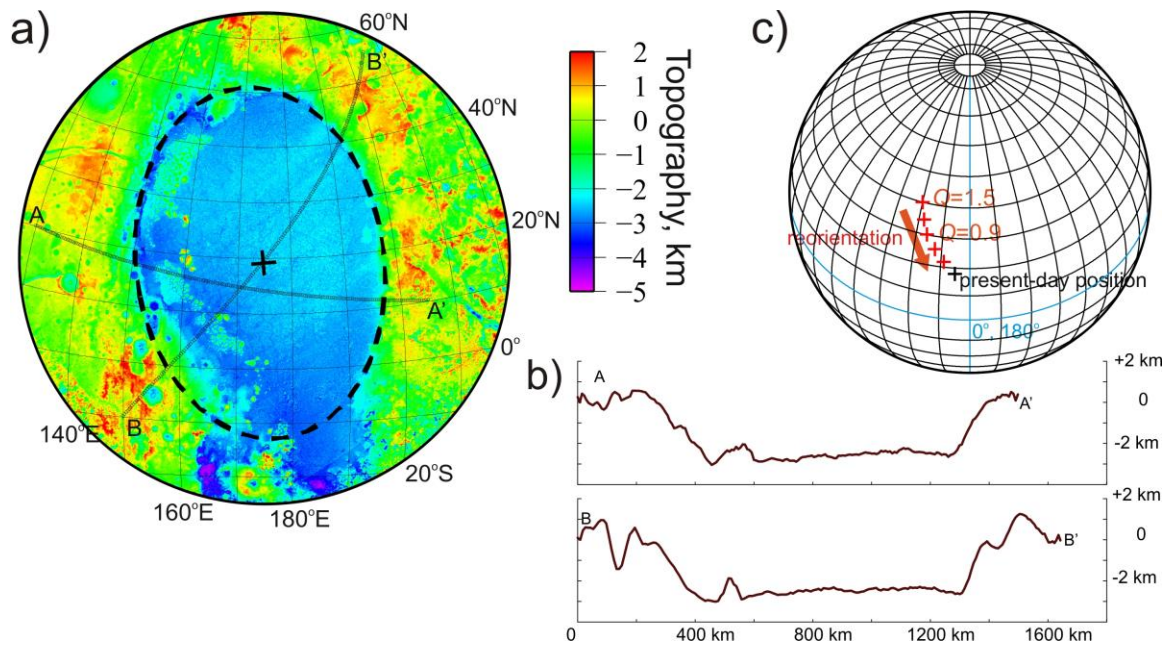 a)
60°N
B'
40°N
A
20°N
A'
0°
140°E
B
20°S
160°E
180°E
2
1
0
−1
−2
−3
−4
−5
Topography, km
c)
Q=1.5
reorientation
Q=0.9
present-day position
0°, 180°
b)
A
A'
+2 km
0
-2 km
B
B'
+2 km
0
-2 km
0
400 km
800 km
1200 km
1600 km